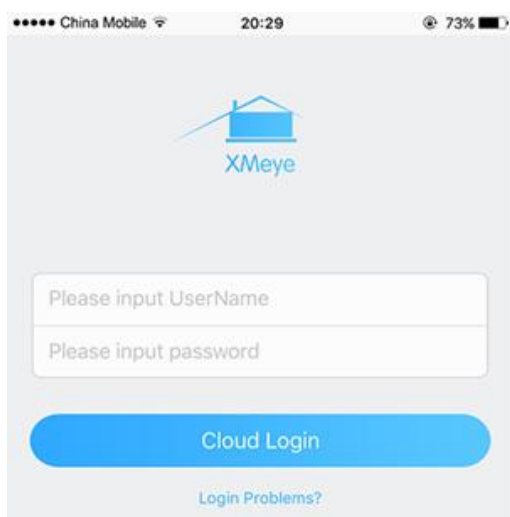 China Mobile 20:29 73%
XMeye
Please input UserName
Please input password
Cloud Login
Login Problems?